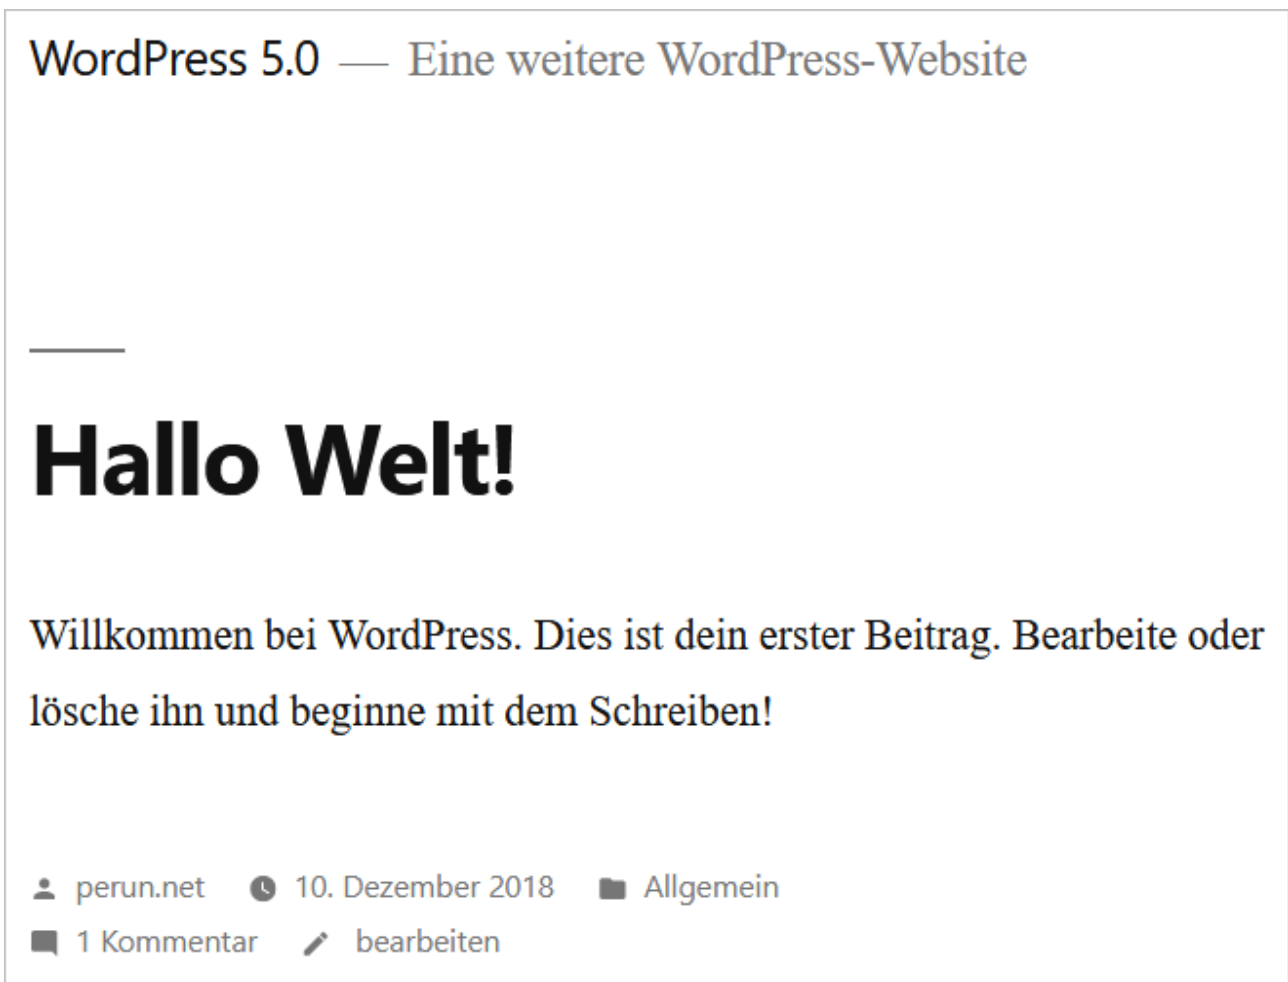 WordPress 5.0 — Eine weitere WordPress-Website
Hallo Welt!
Willkommen bei WordPress. Dies ist dein erster Beitrag. Bearbeite oder
lösche ihn und beginne mit dem Schreiben!
perun.net 10. Dezember 2018 Allgemein
1 Kommentar bearbeiten